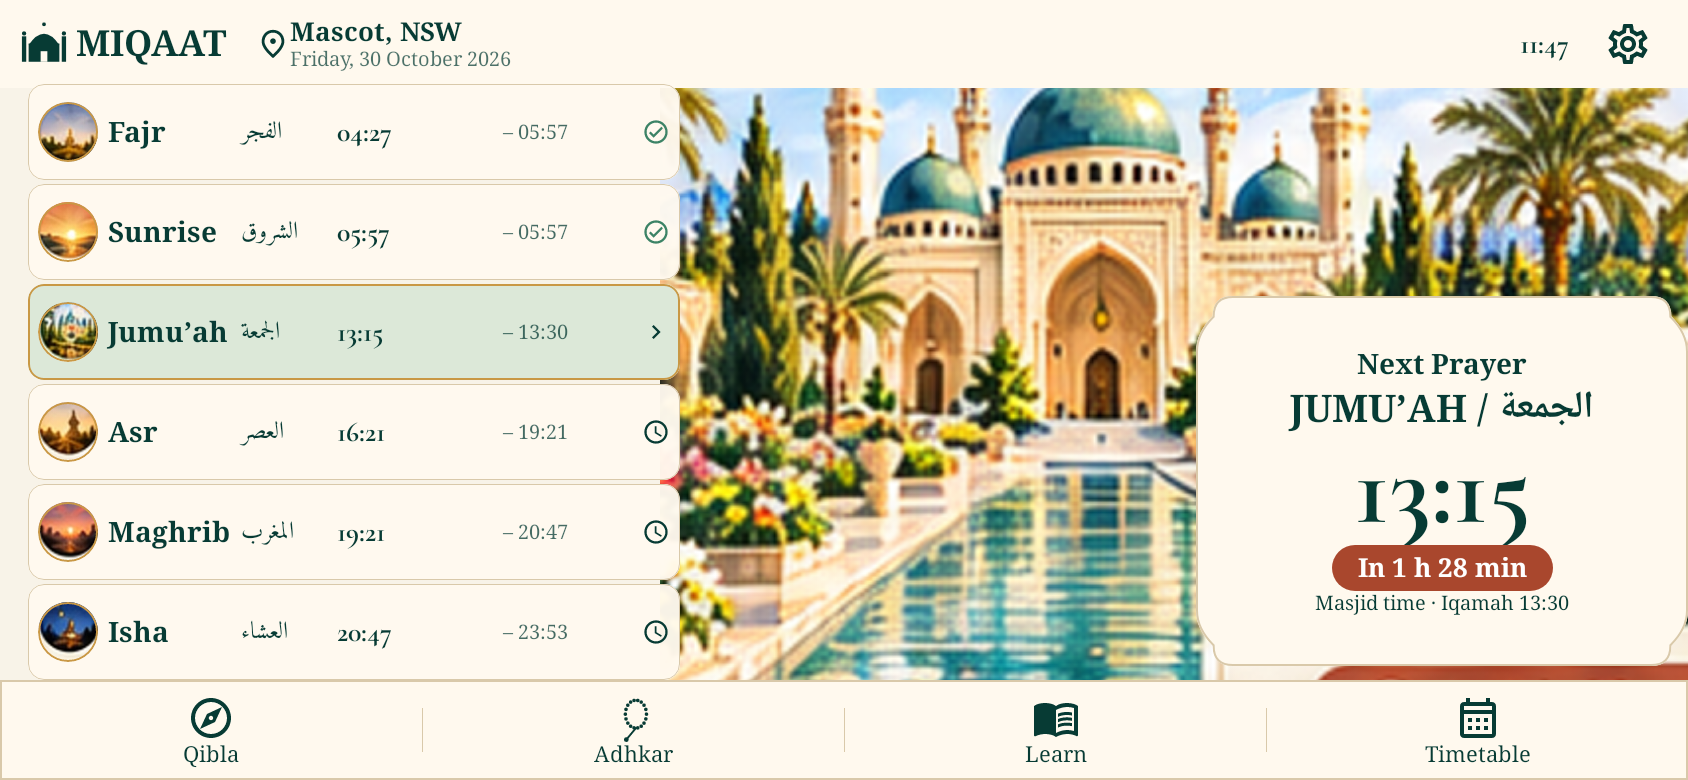 MIQAAT
Mascot, NSW
Friday, 30 October 2026
11:47
Fajr الفجر 04:27 – 05:57
Sunrise الشروق 05:57 – 05:57
Jumu’ah الجمعة 13:15 – 13:30
Asr العصر 16:21 – 19:21
Maghrib المغرب 19:21 – 20:47
Isha العشاء 20:47 – 23:53
Next Prayer
JUMU’AH / الجمعة
13:15
In 1 h 28 min
Masjid time · Iqamah 13:30
Qibla
Adhkar
Learn
Timetable